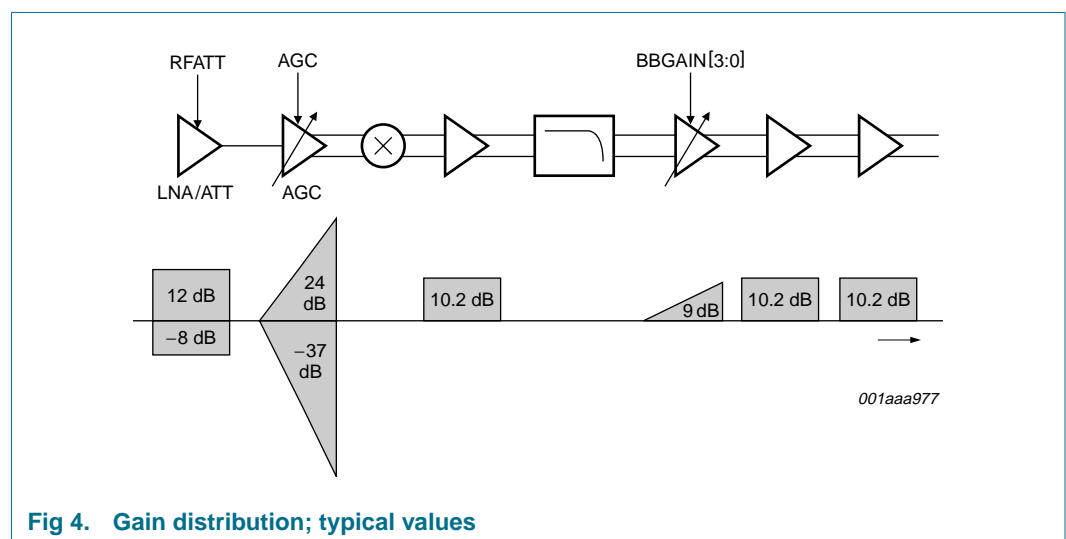 RFATT
AGC
BBGAIN[3:0]
LNA/ATT
AGC
12 dB
−8 dB
24
dB
−37
dB
10.2 dB
9 dB
10.2 dB
10.2 dB
001aaa977
Fig 4. Gain distribution; typical values